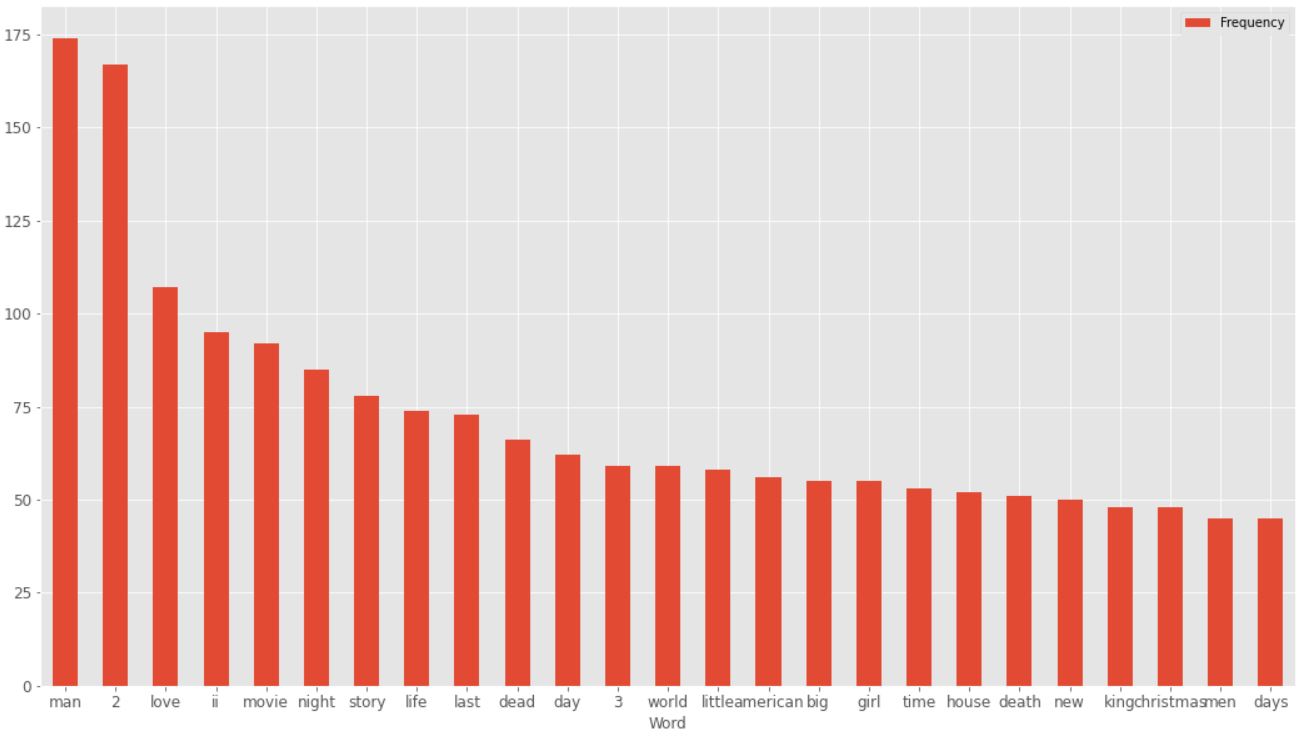 Frequency
175
150
125
100
75
50
25
0
man 2 love ii movie night story life last dead day 3 world little american big girl time house death new king christmas men days
Word